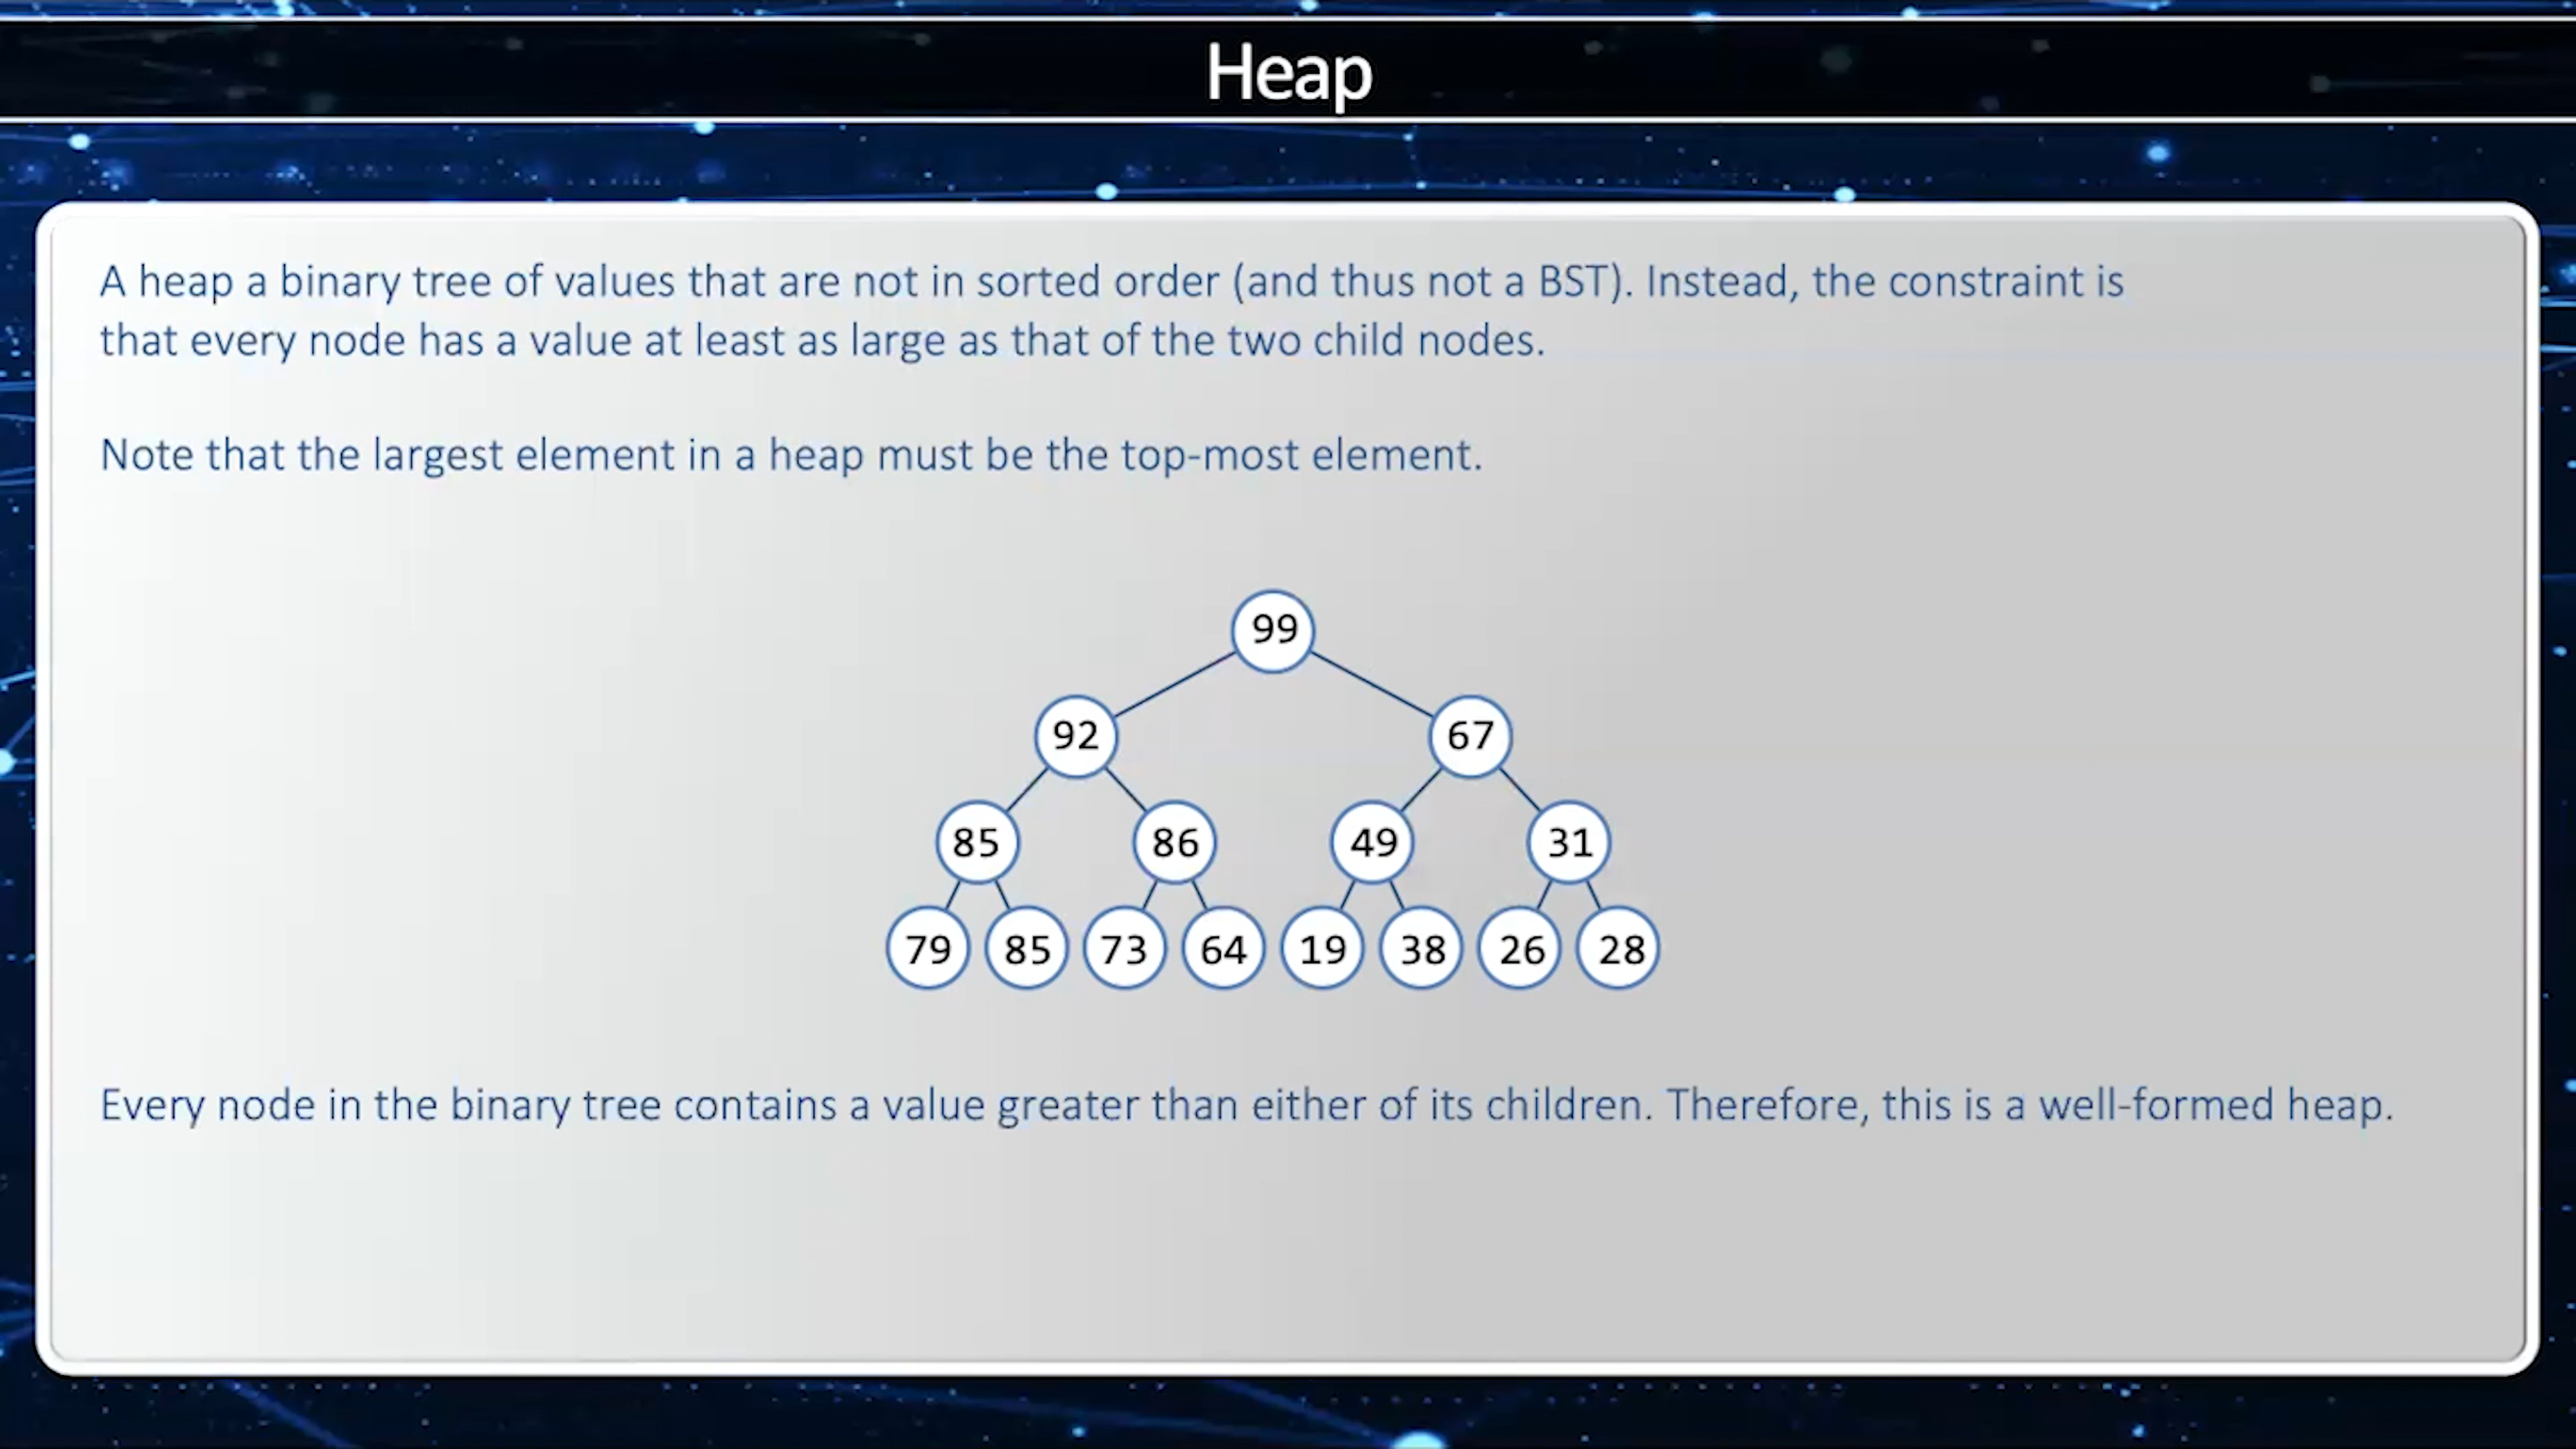 Heap
A heap a binary tree of values that are not in sorted order (and thus not a BST). Instead, the constraint is
that every node has a value at least as large as that of the two child nodes.
Note that the largest element in a heap must be the top-most element.
99
92 67
85 86 49 31
79 85 73 64 19 38 26 28
Every node in the binary tree contains a value greater than either of its children. Therefore, this is a well-formed heap.